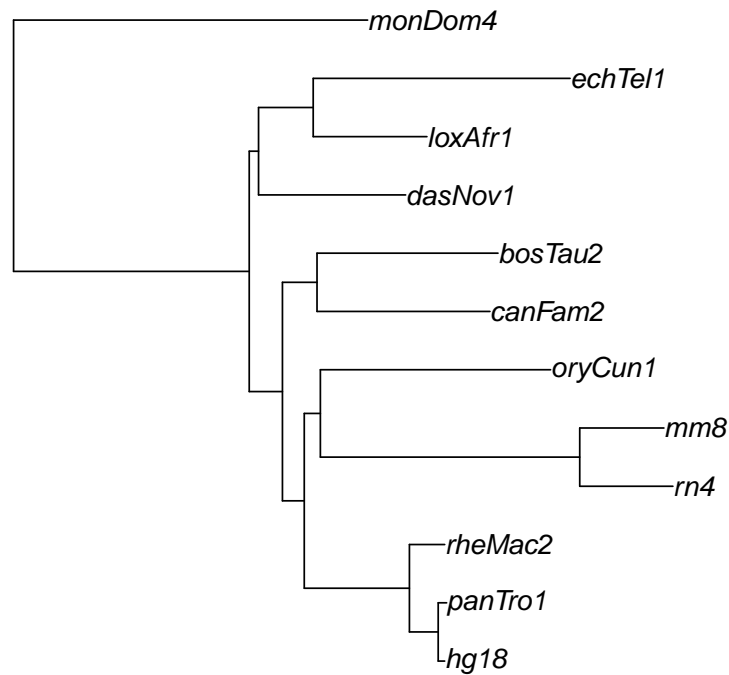 monDom4
echTel1
loxAfr1
dasNov1
bosTau2
canFam2
oryCun1
mm8
rn4
rheMac2
panTro1
hg18